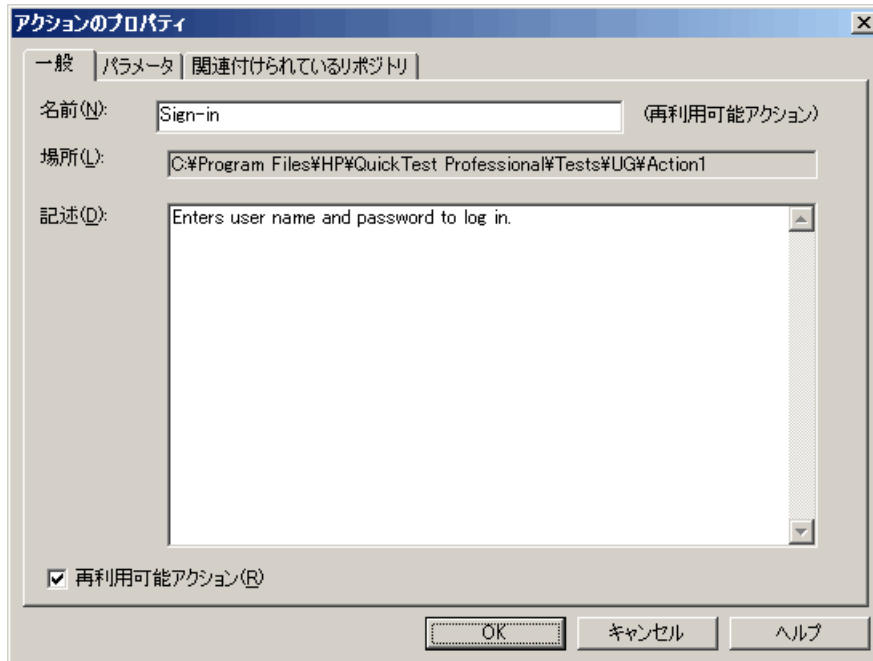 アクションのプロパティ
一般 パラメータ 関連付けられているリポジトリ
名前(N): Sign-in (再利用可能アクション)
場所(L): C:¥Program Files¥HP¥QuickTest Professional¥Tests¥UG¥Action1
記述(D): Enters user name and password to log in.
再利用可能アクション(R)
OK キャンセル ヘルプ